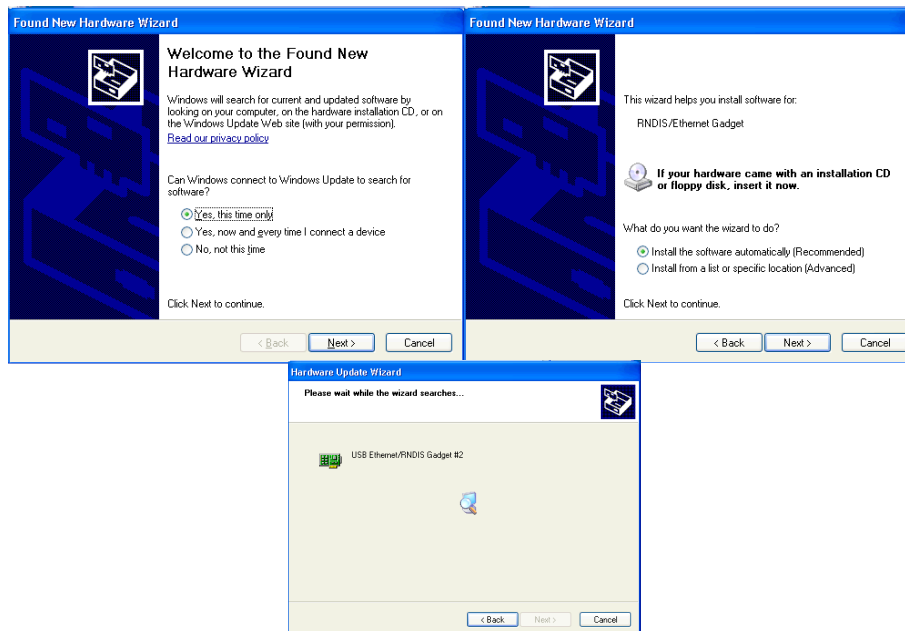 Found New Hardware Wizard
Welcome to the Found New
Hardware Wizard
Windows will search for current and updated software by
looking on your computer, on the hardware installation CD, or on
the Windows Update Web site (with your permission).
Read our privacy policy
Can Windows connect to Windows Update to search for
software?
Yes, this time only
Yes, now and every time I connect a device
No, not this time
Click Next to continue.
< Back
Next >
Cancel
Found New Hardware Wizard
This wizard helps you install software for:
RNDIS/Ethernet Gadget
If your hardware came with an installation CD
or floppy disk, insert it now.
What do you want the wizard to do?
Install the software automatically (Recommended)
Install from a list or specific location (Advanced)
Click Next to continue.
< Back
Next >
Cancel
Hardware Update Wizard
Please wait while the wizard searches...
USB Ethernet/RNDIS Gadget #2
< Back
Next >
Cancel